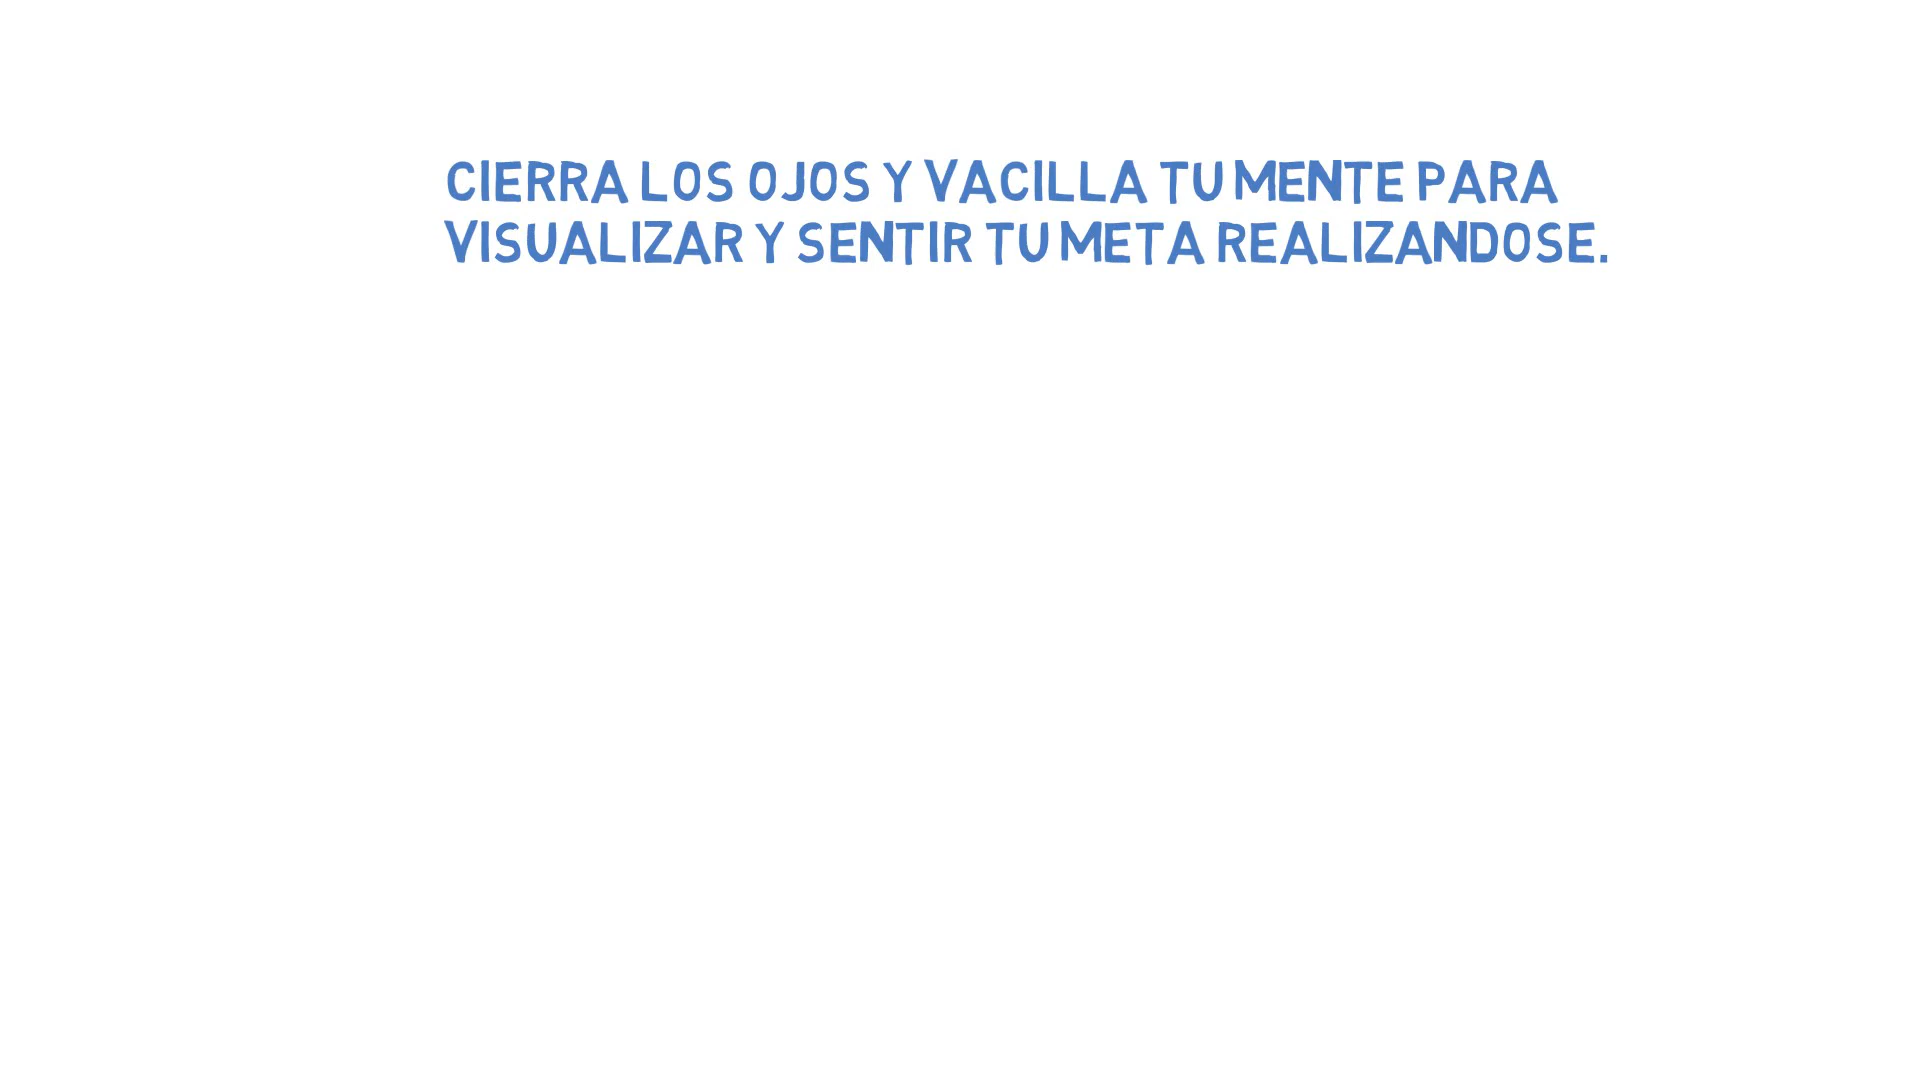 CIERRA LOS OJOS Y VACILLA TU MENTE PARA
VISUALIZAR Y SENTIR TU META REALIZANDOSE.